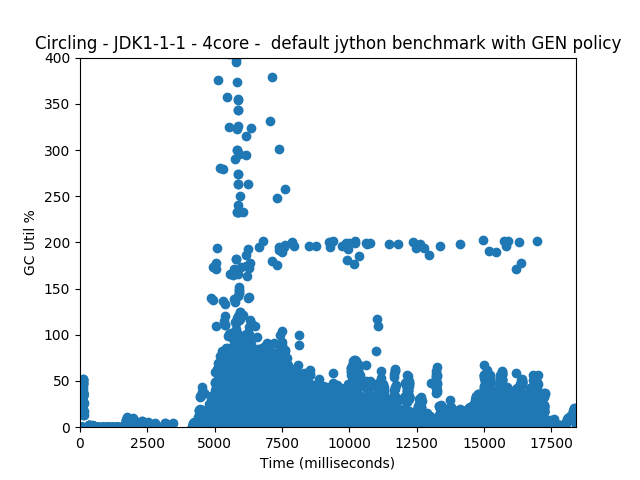 Circling - JDK1-1-1 - 4core -  default jython benchmark with GEN policy
400
350
300
250
200
150
100
50
0
GC Util %
0 2500 5000 7500 10000 12500 15000 17500
Time (milliseconds)